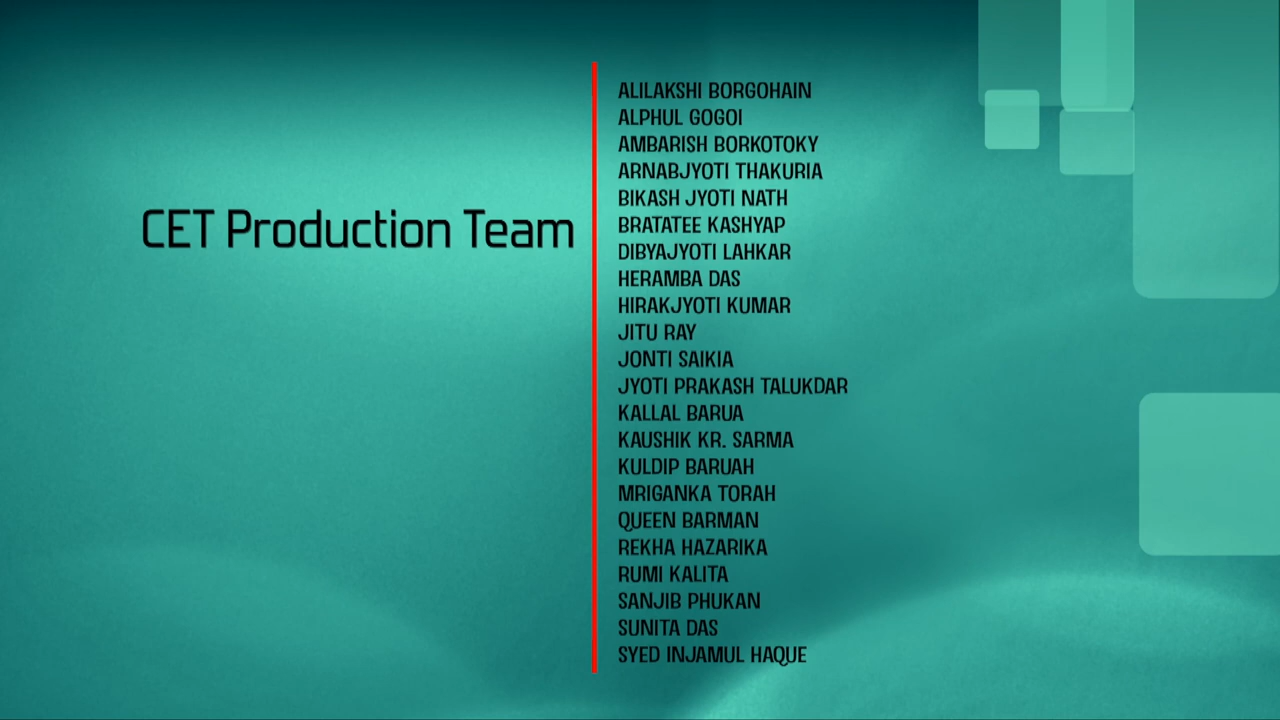 CET Production Team
ALILAKSHI BORGOHAIN
ALPHUL GOGOI
AMBARISH BORKOTOKY
ARNABJYOTI THAKURIA
BIKASH JYOTI NATH
BRATATEE KASHYAP
DIBYAJYOTI LAHKAR
HERAMBA DAS
HIRAKJYOTI KUMAR
JITU RAY
JONTI SAIKIA
JYOTI PRAKASH TALUKDAR
KALLAL BARUA
KAUSHIK KR. SARMA
KULDIP BARUAH
MRIGANKA TORAH
QUEEN BARMAN
REKHA HAZARIKA
RUMI KALITA
SANJIB PHUKAN
SUNITA DAS
SYED INJAMUL HAQUE